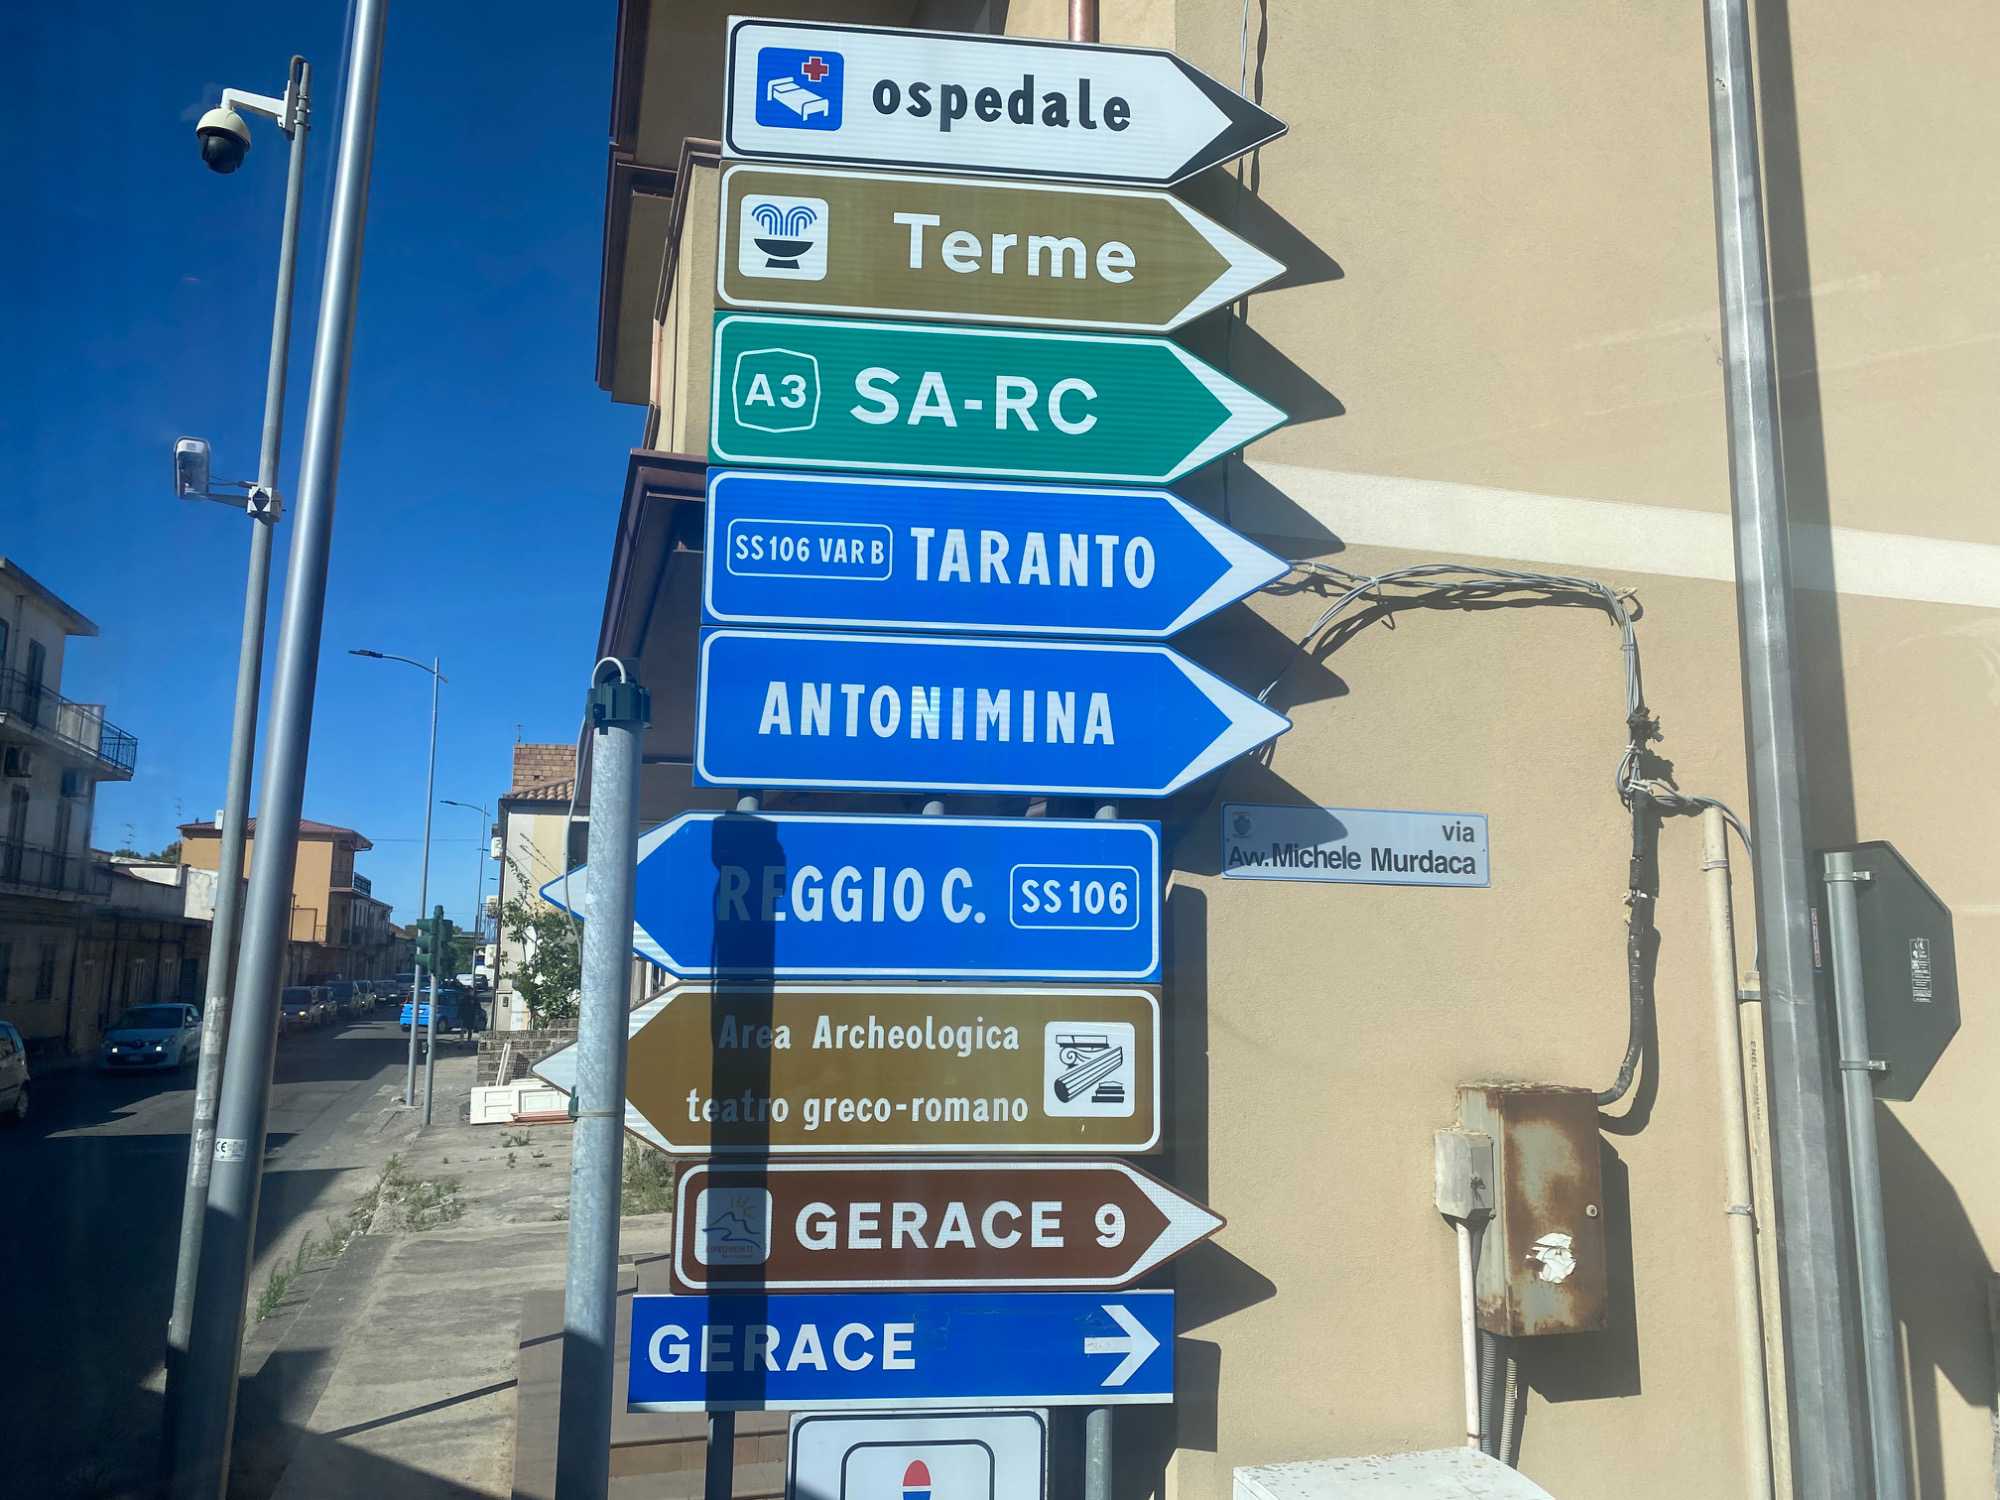 ospedale
Terme
A3 SA-RC
SS106 VAR B TARANTO
ANTONIMINA
via
Avv. Michele Murdaca
REGGIO C. SS106
Area Archeologica
teatro greco-romano
GERACE 9
GERACE